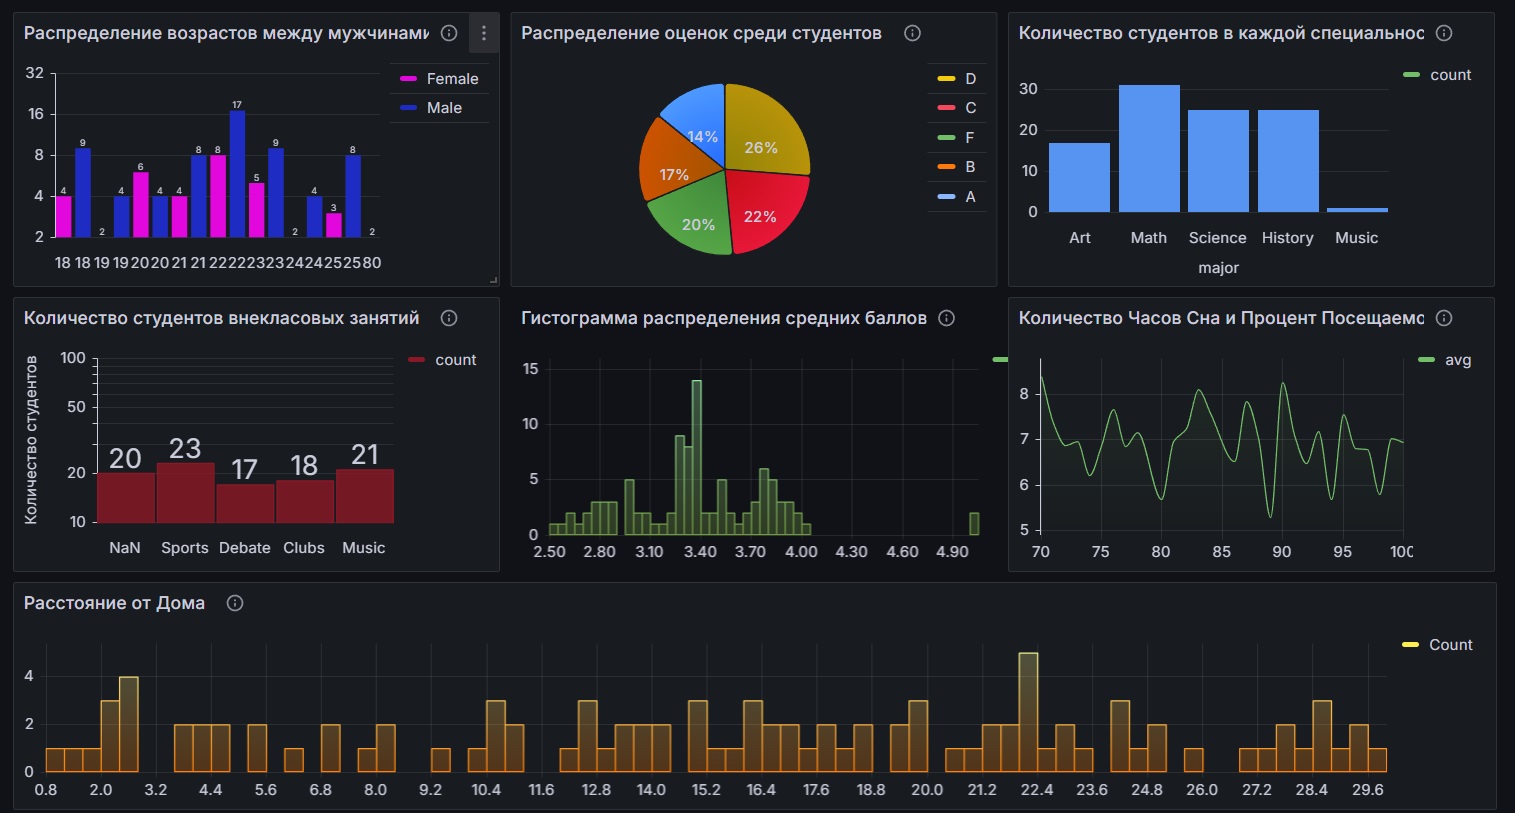 Распределение возрастов между мужчинами
32
16
8
4
2
4
9
2
4
6
4
4
8
8
17
5
9
2
4
3
8
2
18 18 19 19 20 20 21 21 22 22 23 23 24 24 25 25 80
Female
Male
Распределение оценок среди студентов
26%
22%
20%
17%
14%
D
C
F
B
A
Количество студентов в каждой специальнос
30
20
10
0
Art Math Science History Music
major
count
Количество студентов внекласовых занятий
Количество студентов
100
50
20
10
20 23 17 18 21
NaN Sports Debate Clubs Music
count
Гистограмма распределения средних баллов
15
10
5
0
2.50 2.80 3.10 3.40 3.70 4.00 4.30 4.60 4.90
Количество Часов Сна и Процент Посещаемо
8
7
6
5
70 75 80 85 90 95 100
avg
Расстояние от Дома
4
2
0
0.8 2.0 3.2 4.4 5.6 6.8 8.0 9.2 10.4 11.6 12.8 14.0 15.2 16.4 17.6 18.8 20.0 21.2 22.4 23.6 24.8 26.0 27.2 28.4 29.6
Count